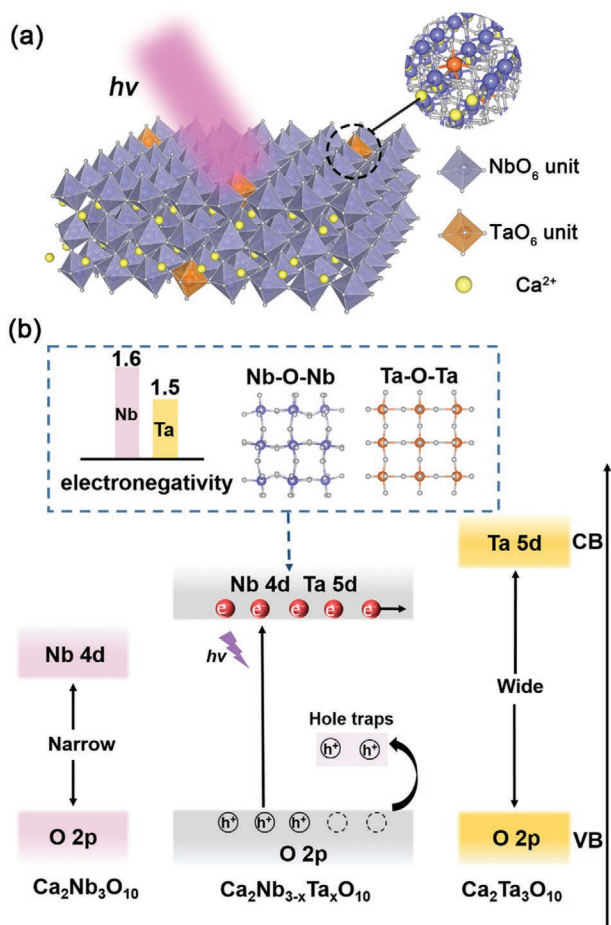 (a)
hv
NbO₆ unit
TaO₆ unit
Ca²⁺
(b)
1.6
1.5
Nb
Ta
electronegativity
Nb-O-Nb
Ta-O-Ta
Nb 4d Ta 5d
e⁻ e⁻ e⁻ e⁻ e⁻
hv
Ta 5d
CB
Nb 4d
Narrow
Wide
Hole traps
h⁺ h⁺
h⁺ h⁺ h⁺
O 2p
O 2p
O 2p
VB
Ca₂Nb₃O₁₀
Ca₂Nb₃₋ₓTaₓO₁₀
Ca₂Ta₃O₁₀